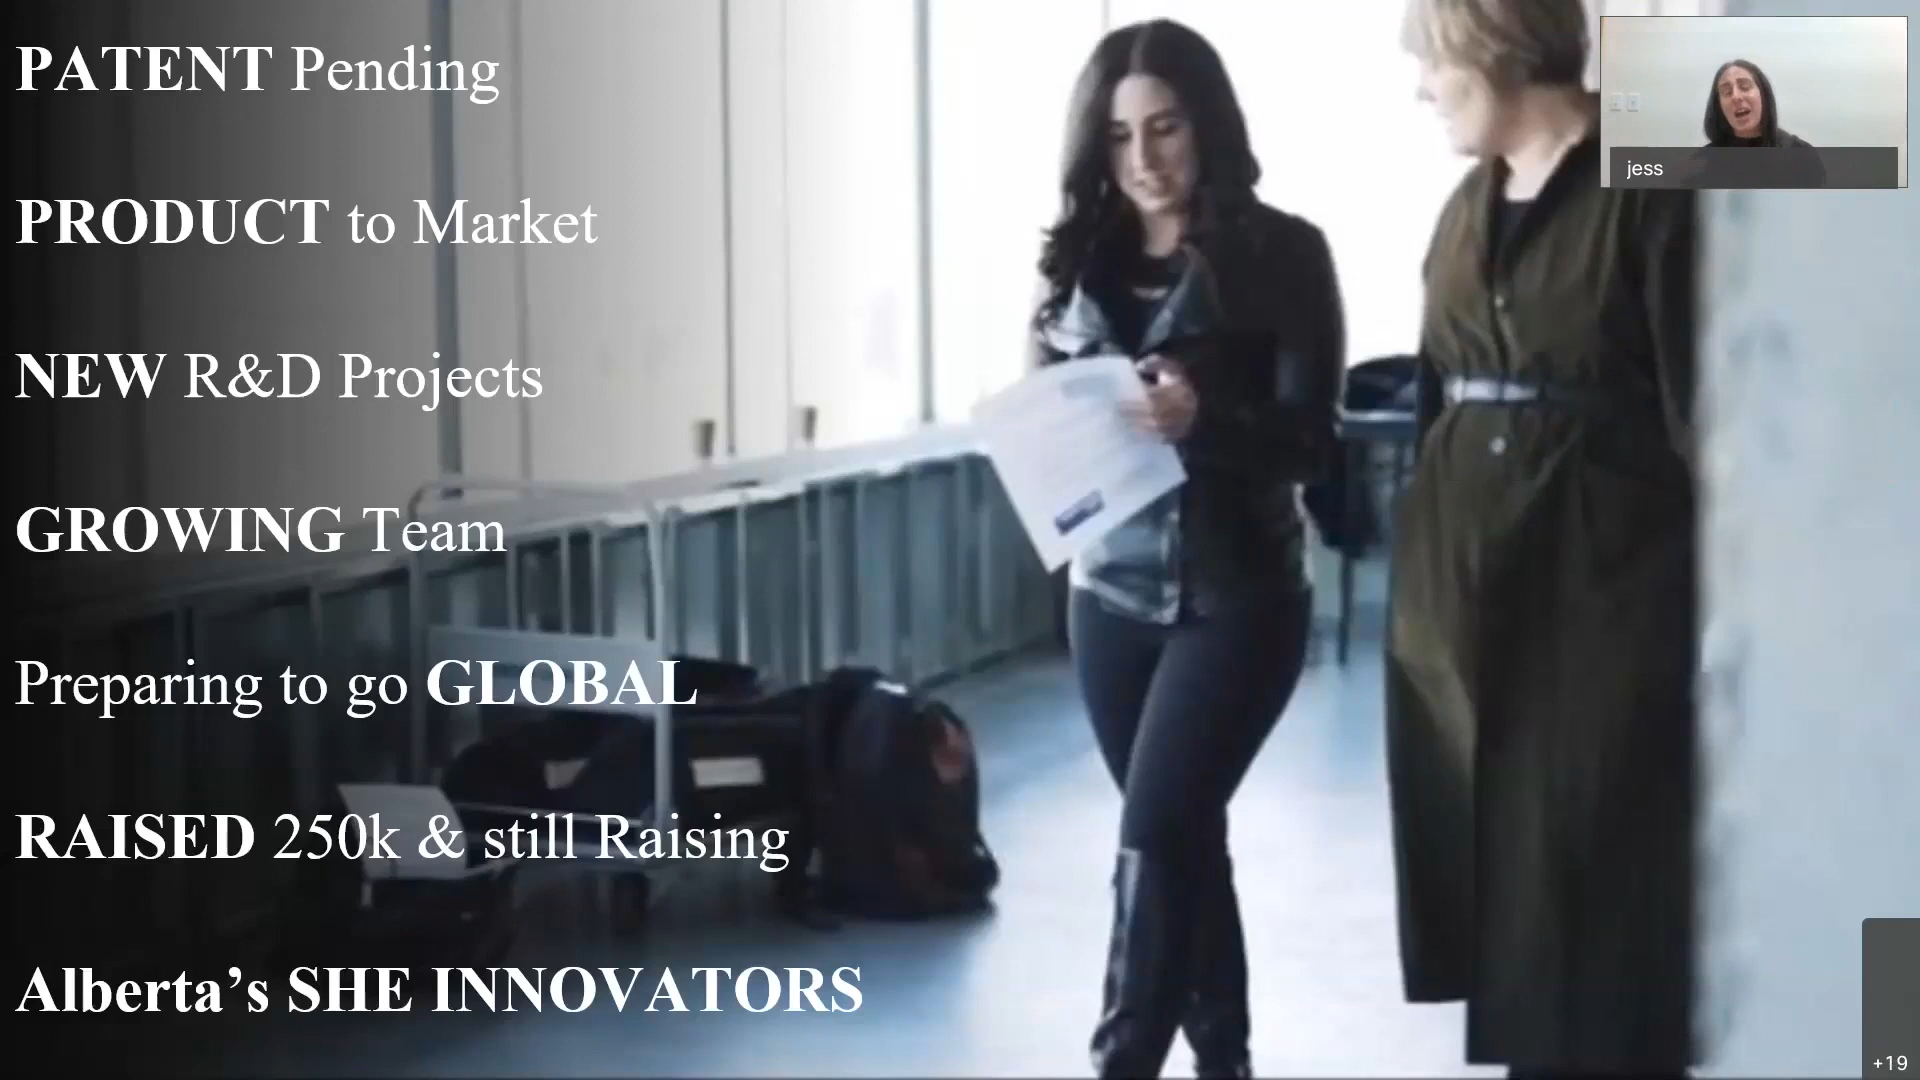 PATENT Pending
PRODUCT to Market
NEW R&D Projects
GROWING Team
Preparing to go GLOBAL
RAISED 250k & still Raising
Alberta’s SHE INNOVATORS
jess
+19